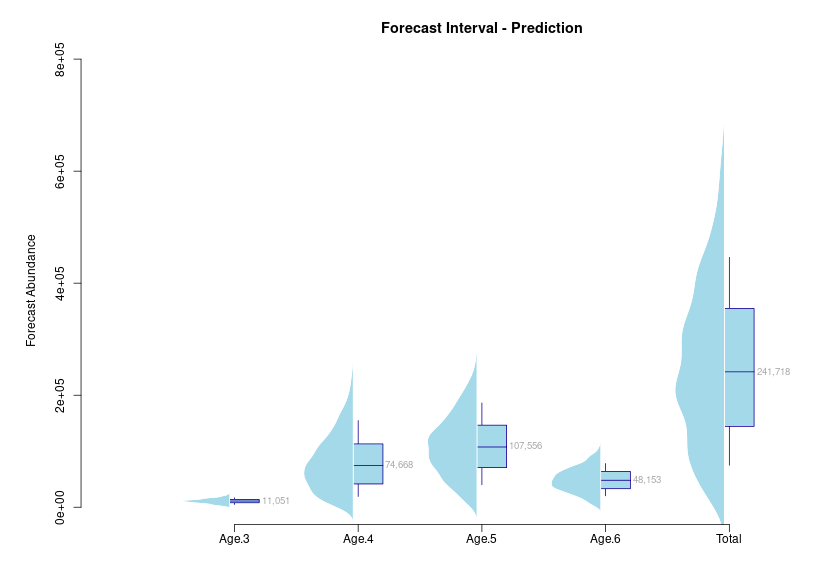 Forecast Interval - Prediction
Forecast Abundance
8e+05
6e+05
4e+05
2e+05
0e+00
11,051
74,668
107,556
48,153
241,718
Age.3
Age.4
Age.5
Age.6
Total